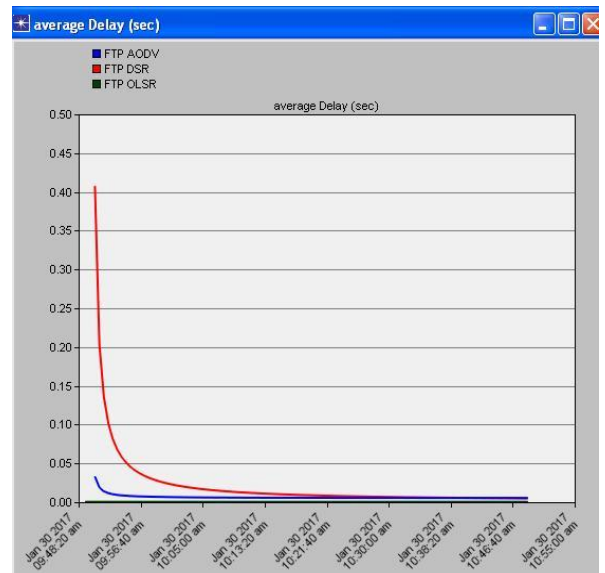 average Delay (sec)
FTP AODV
FTP DSR
FTP OLSR
average Delay (sec)
0.50
0.45
0.40
0.35
0.30
0.25
0.20
0.15
0.10
0.05
0.00
Jan 30 2017
09:48:20 am
Jan 30 2017
09:56:40 am
Jan 30 2017
10:05:00 am
Jan 30 2017
10:13:20 am
Jan 30 2017
10:21:40 am
Jan 30 2017
10:30:00 am
Jan 30 2017
10:38:20 am
Jan 30 2017
10:46:40 am
Jan 30 2017
10:55:00 am